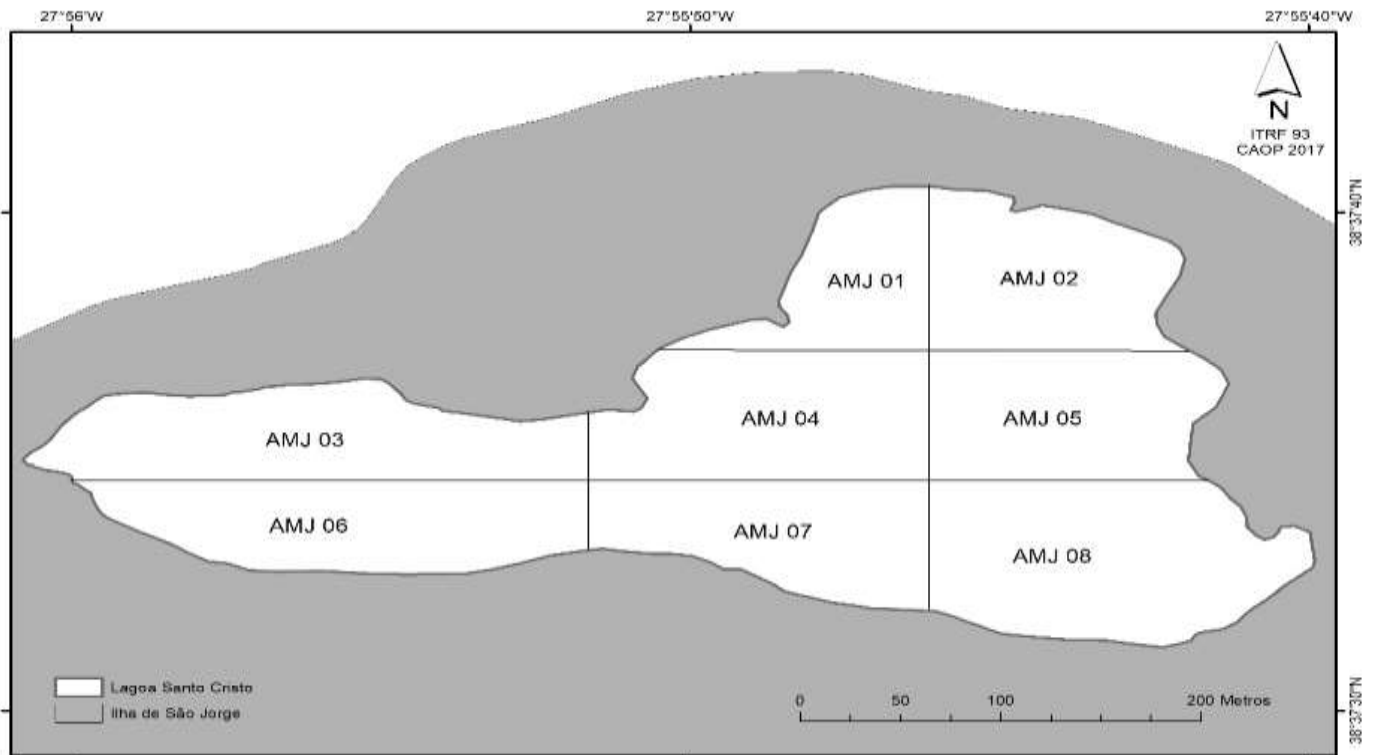 27°56'W 27°55'50"W 27°55'40"W
N
ITRF 93
CAOP 2017
38°37'40"N
AMJ 01 AMJ 02
AMJ 04 AMJ 05
AMJ 03
AMJ 06 AMJ 07
AMJ 08
Lagoa Santo Cristo
Ilha de São Jorge
0 50 100 200 Metros
38°37'30"N